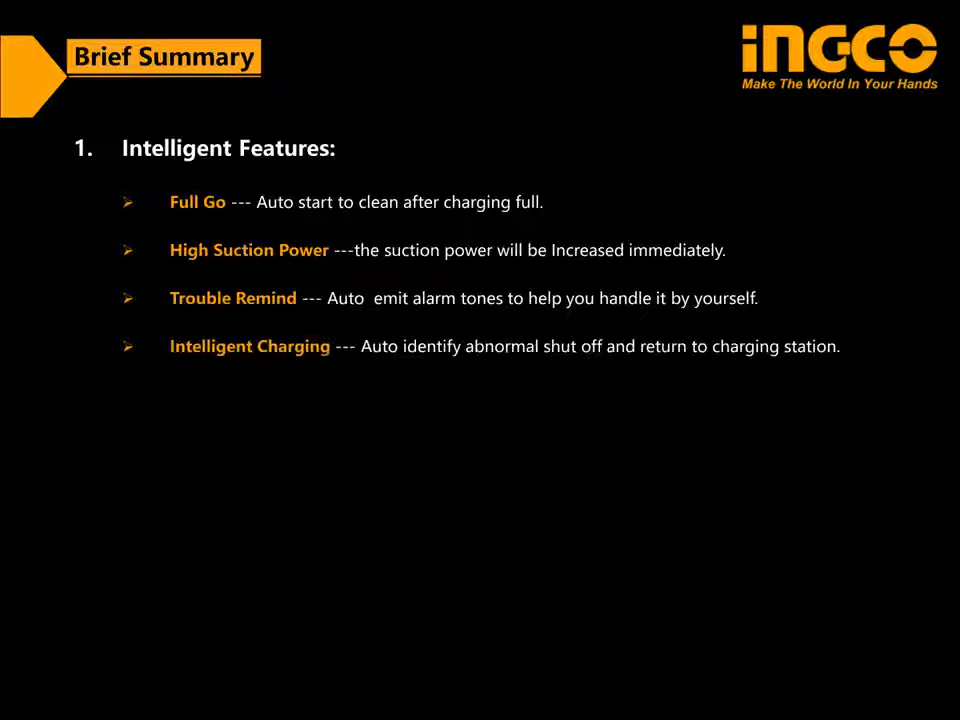 Brief Summary
INGCO
Make The World In Your Hands
1. Intelligent Features:
Full Go --- Auto start to clean after charging full.
High Suction Power ---the suction power will be Increased immediately.
Trouble Remind --- Auto  emit alarm tones to help you handle it by yourself.
Intelligent Charging --- Auto identify abnormal shut off and return to charging station.